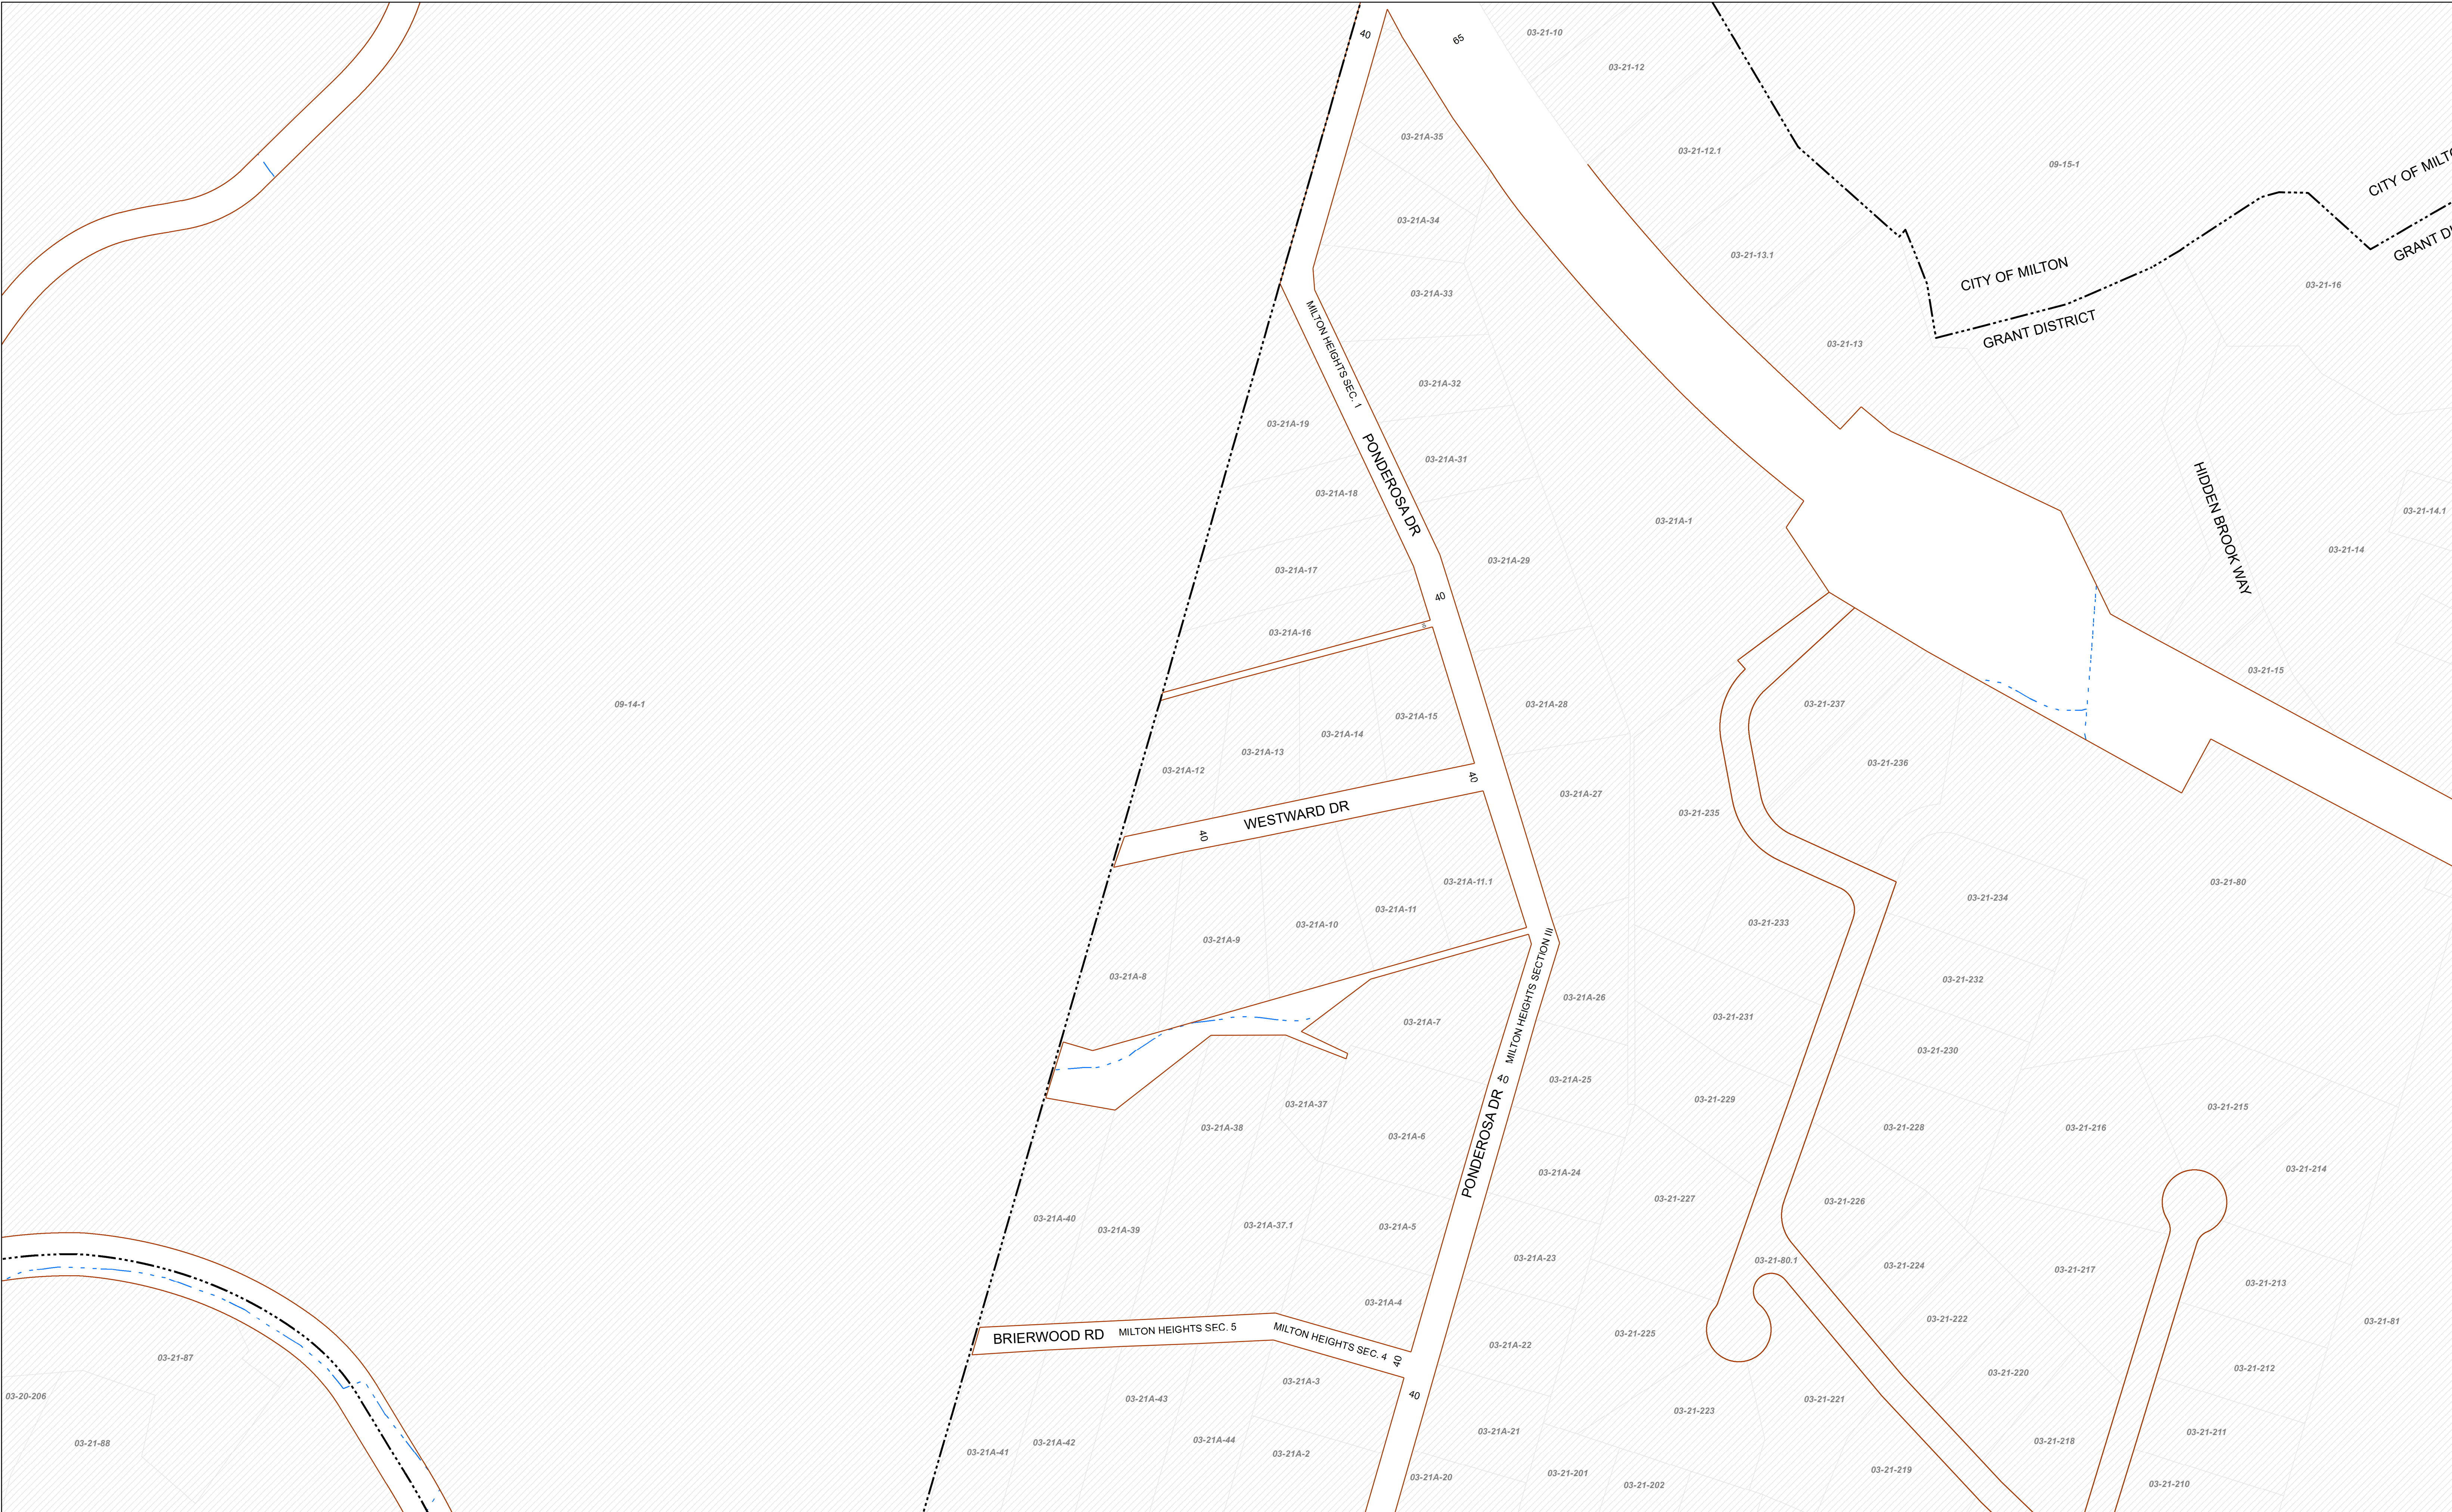 40
65
03-21-10
03-21-12
03-21A-35
03-21-12.1
09-15-1
CITY OF MILTO
03-21A-34
GRANT DI
03-21-13.1
CITY OF MILTON
03-21-16
03-21A-33
MILTON HEIGHTS SEC. 1
GRANT DISTRICT
03-21-13
03-21A-32
03-21A-19
03-21A-31
PONDEROSA DR
03-21A-18
03-21-14.1
03-21A-1
HIDDEN BROOK WAY
03-21-14
03-21A-29
03-21A-17
40
03-21A-16
03-21-15
09-14-1
03-21A-28
03-21-237
03-21A-15
03-21A-14
03-21A-13
03-21-236
03-21A-12
40
03-21A-27
WESTWARD DR
40
03-21-235
03-21A-11.1
03-21-80
03-21-234
03-21A-11
03-21-233
03-21A-10
03-21A-9
03-21A-8
03-21-232
MILTON HEIGHTS SECTION III
03-21A-26
03-21-231
03-21A-7
03-21-230
40
03-21A-25
03-21-229
03-21A-37
03-21-215
03-21A-38
03-21-228
03-21-216
03-21A-6
PONDEROSA DR
03-21A-24
03-21-214
03-21-227
03-21-226
03-21A-40
03-21A-39
03-21A-37.1
03-21A-5
03-21A-23
03-21-80.1
03-21-224
03-21-217
03-21-213
03-21A-4
03-21-222
03-21-81
BRIERWOOD RD
MILTON HEIGHTS SEC. 5
MILTON HEIGHTS SEC. 4
40
03-21-225
03-21A-22
03-21-87
03-21-212
03-21-220
03-21A-3
03-20-206
03-21A-43
40
03-21-221
03-21-223
03-21A-21
03-21-211
03-21-88
03-21A-41
03-21A-42
03-21A-44
03-21A-2
03-21-218
03-21A-20
03-21-201
03-21-202
03-21-219
03-21-210